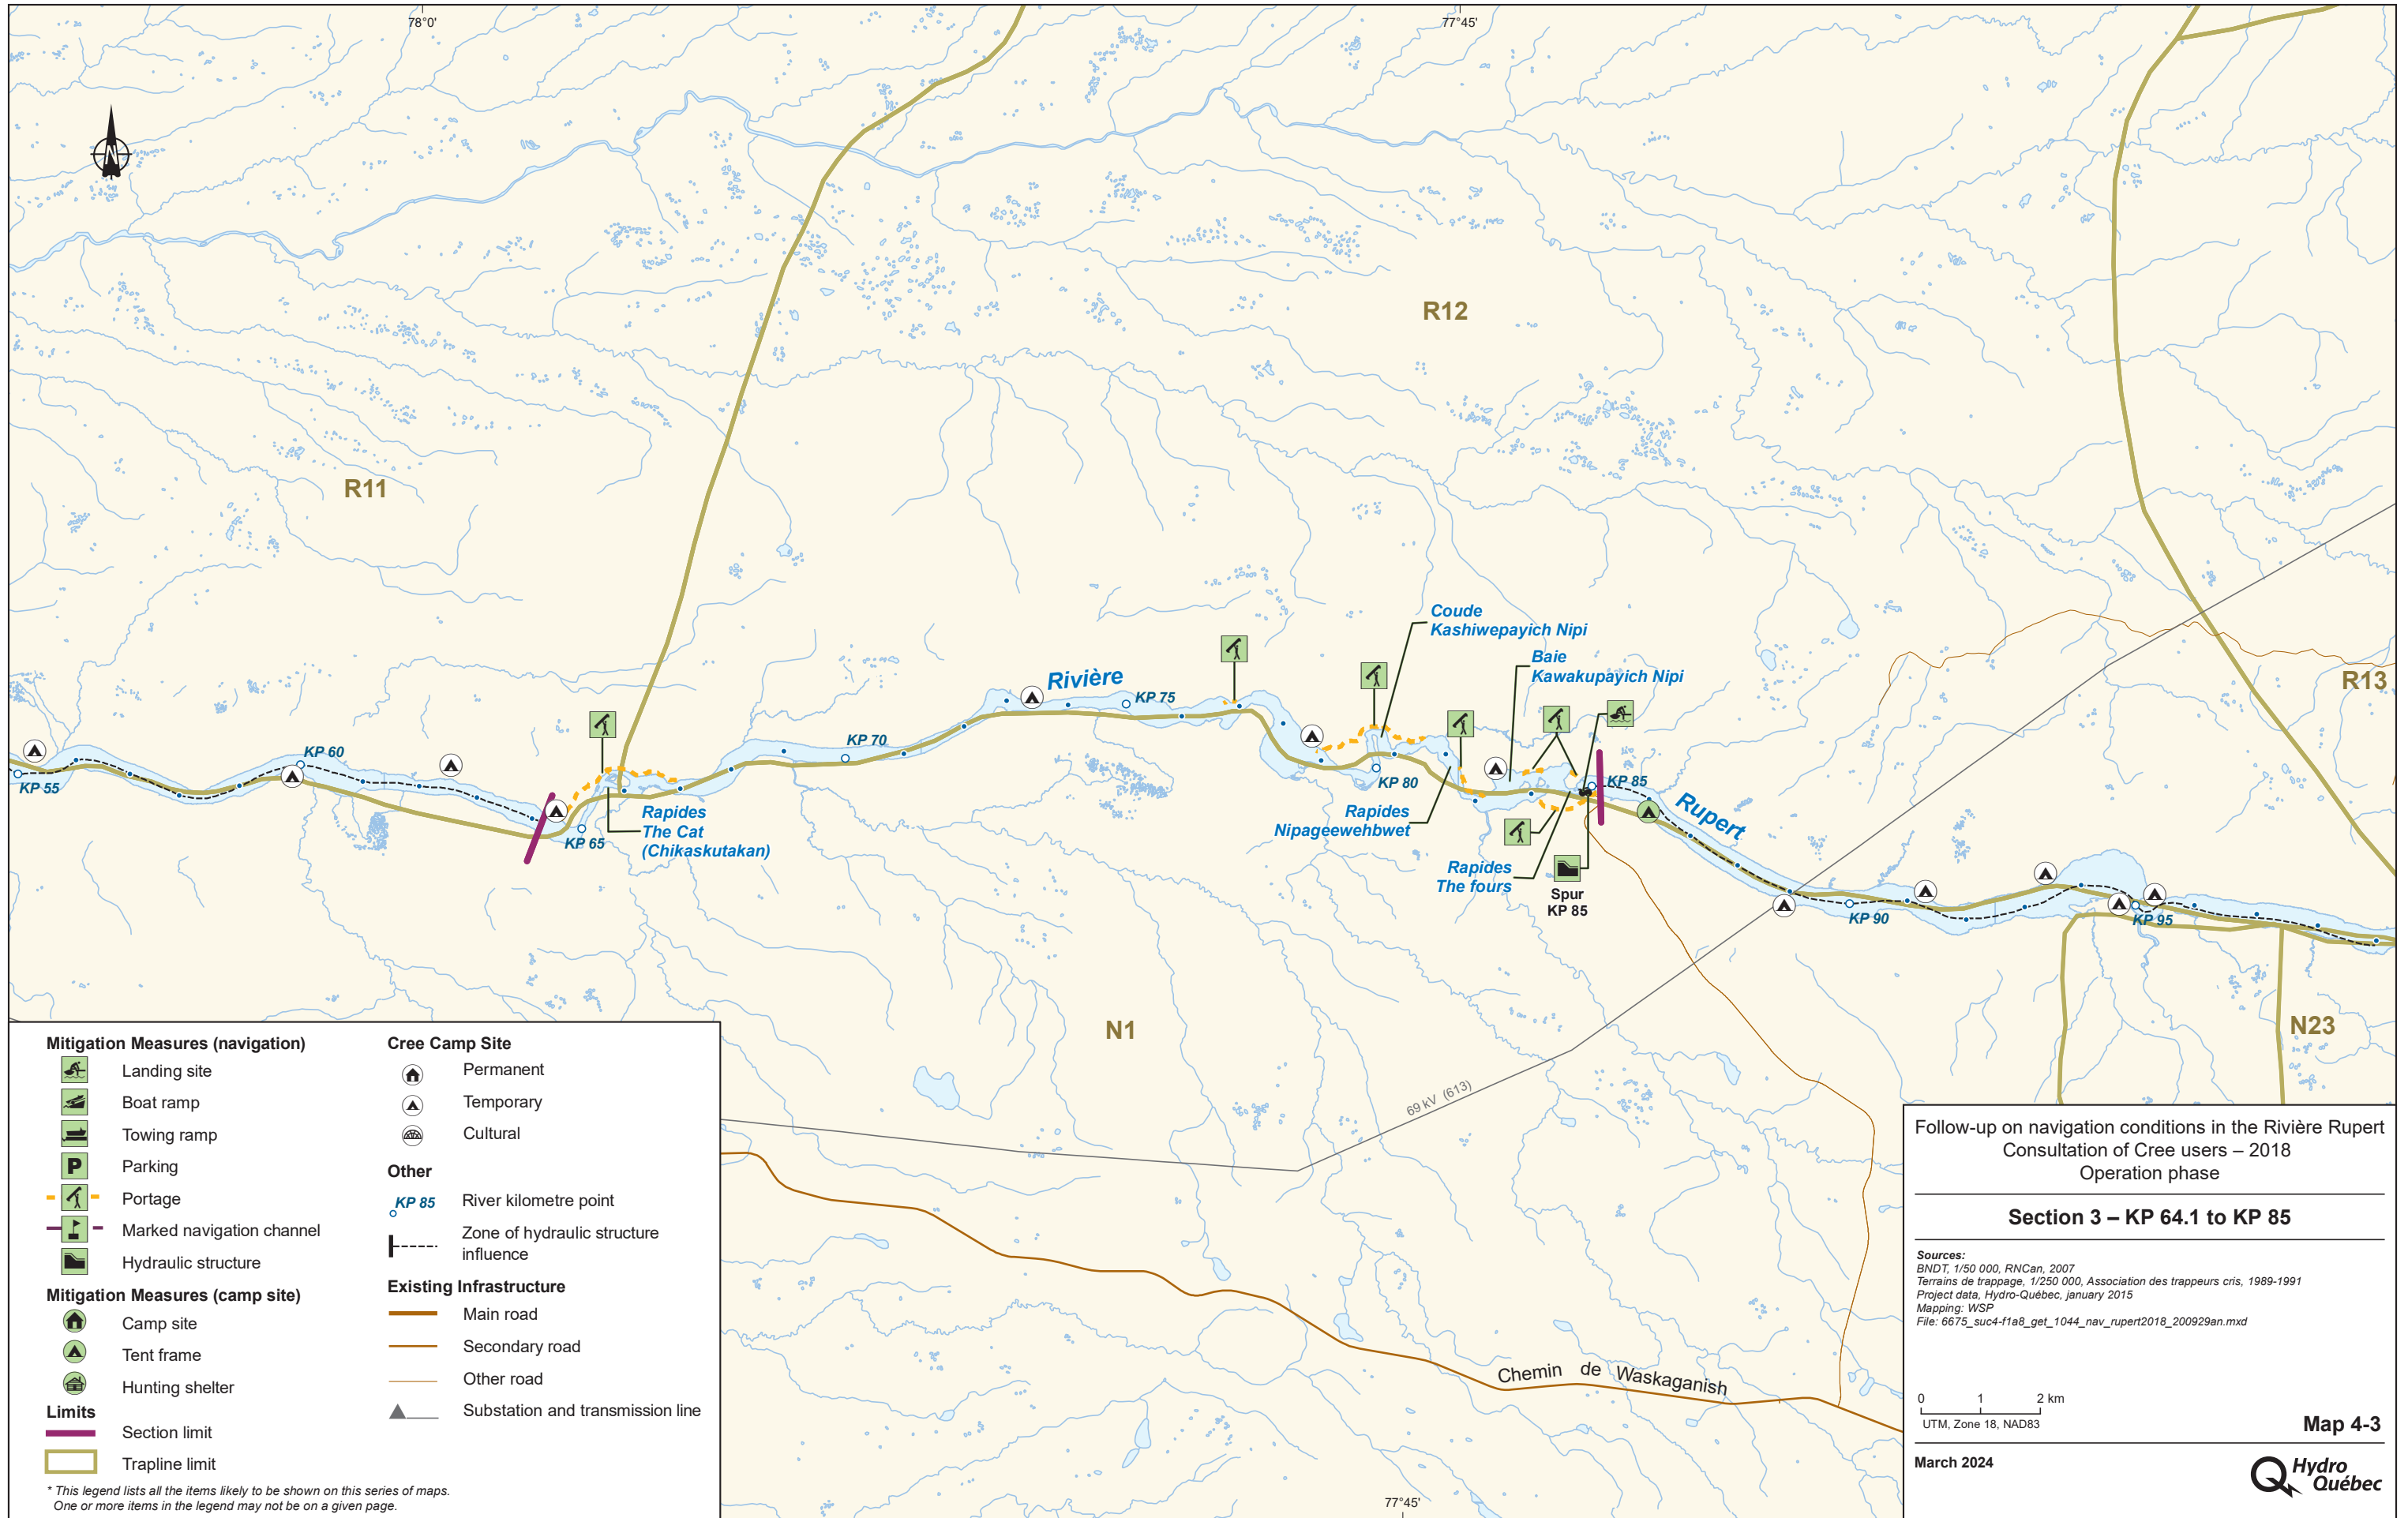 78°0'
77°45'
R12
R11
R13
Coude
Kashiwepayich Nipi
Baie
Kawakupayich Nipi
Rivière
KP 75
KP 70
KP 60
KP 55
KP 80
KP 85
Rupert
Rapides
The Cat
(Chikaskutakan)
KP 65
Rapides
Nipageewehbwet
Rapides
The fours
Spur
KP 85
KP 90
KP 95
N1
N23
69 kV (613)
Chemin de Waskaganish
77°45'
Mitigation Measures (navigation)
Landing site
Boat ramp
Towing ramp
P
Parking
Portage
Marked navigation channel
Hydraulic structure
Mitigation Measures (camp site)
Camp site
Tent frame
Hunting shelter
Limits
Section limit
Trapline limit
* This legend lists all the items likely to be shown on this series of maps.
One or more items in the legend may not be on a given page.
Cree Camp Site
Permanent
Temporary
Cultural
Other
KP 85
River kilometre point
Zone of hydraulic structure
influence
Existing Infrastructure
Main road
Secondary road
Other road
Substation and transmission line
Follow-up on navigation conditions in the Rivière Rupert
Consultation of Cree users – 2018
Operation phase
Section 3 – KP 64.1 to KP 85
Sources:
BNDT, 1/50 000, RNCan, 2007
Terrains de trappage, 1/250 000, Association des trappeurs cris, 1989-1991
Project data, Hydro-Québec, january 2015
Mapping: WSP
File: 6675_suc4-f1a8_get_1044_nav_rupert2018_200929an.mxd
0 1 2 km
UTM, Zone 18, NAD83
Map 4-3
March 2024
Hydro
Québec
N